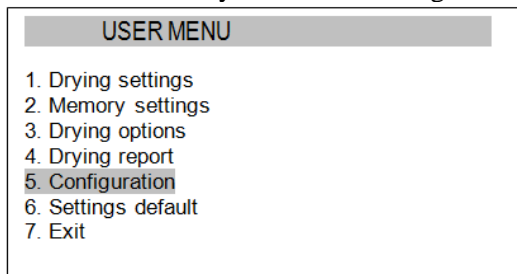 USER MENU
1. Drying settings
2. Memory settings
3. Drying options
4. Drying report
5. Configuration
6. Settings default
7. Exit